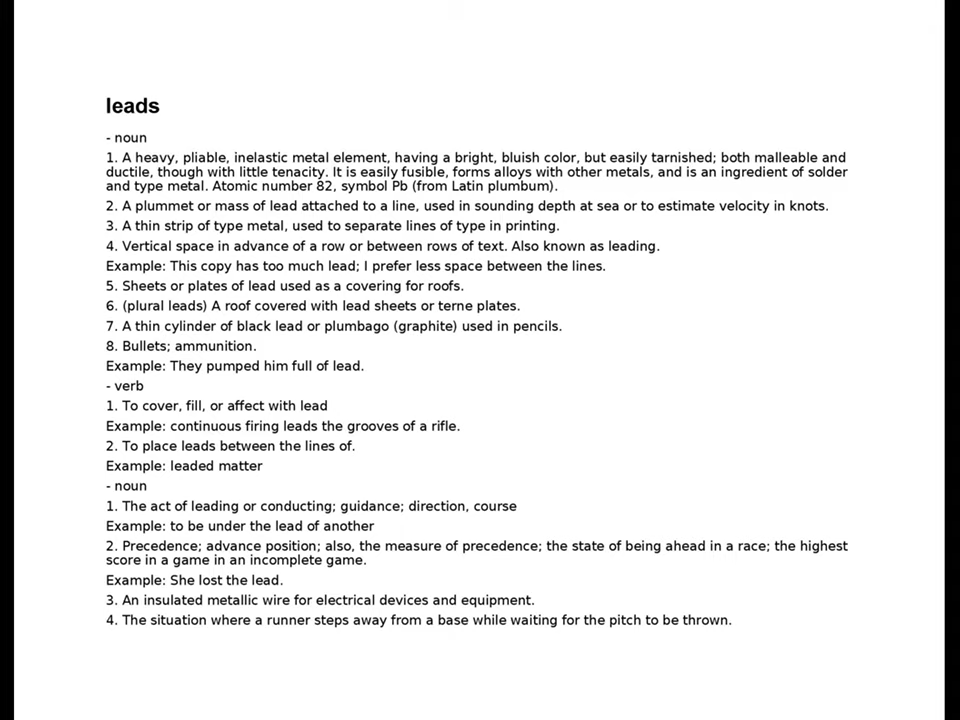 leads
- noun
1. A heavy, pliable, inelastic metal element, having a bright, bluish color, but easily tarnished; both malleable and
ductile, though with little tenacity. It is easily fusible, forms alloys with other metals, and is an ingredient of solder
and type metal. Atomic number 82, symbol Pb (from Latin plumbum).
2. A plummet or mass of lead attached to a line, used in sounding depth at sea or to estimate velocity in knots.
3. A thin strip of type metal, used to separate lines of type in printing.
4. Vertical space in advance of a row or between rows of text. Also known as leading.
Example: This copy has too much lead; I prefer less space between the lines.
5. Sheets or plates of lead used as a covering for roofs.
6. (plural leads) A roof covered with lead sheets or terne plates.
7. A thin cylinder of black lead or plumbago (graphite) used in pencils.
8. Bullets; ammunition.
Example: They pumped him full of lead.
- verb
1. To cover, fill, or affect with lead
Example: continuous firing leads the grooves of a rifle.
2. To place leads between the lines of.
Example: leaded matter
- noun
1. The act of leading or conducting; guidance; direction, course
Example: to be under the lead of another
2. Precedence; advance position; also, the measure of precedence; the state of being ahead in a race; the highest
score in a game in an incomplete game.
Example: She lost the lead.
3. An insulated metallic wire for electrical devices and equipment.
4. The situation where a runner steps away from a base while waiting for the pitch to be thrown.